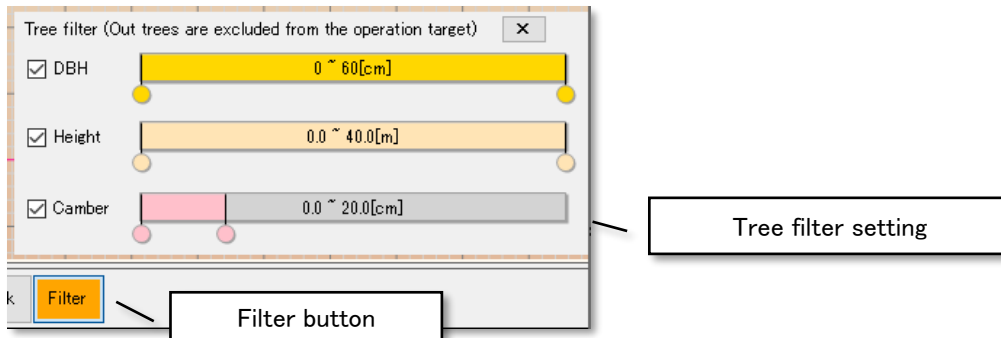 Tree filter (Out trees are excluded from the operation target)
DBH
0 ~ 60[cm]
Height
0.0 ~ 40.0[m]
Camber
0.0 ~ 20.0[cm]
Tree filter setting
k
Filter
Filter button